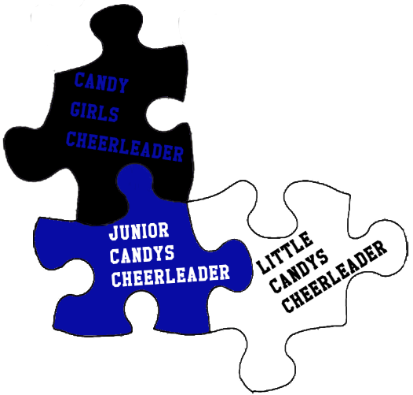 CANDY
GIRLS
CHEERLEADER
JUNIOR
CANDYS
CHEERLEADER
LITTLE
CANDYS
CHEERLEADER